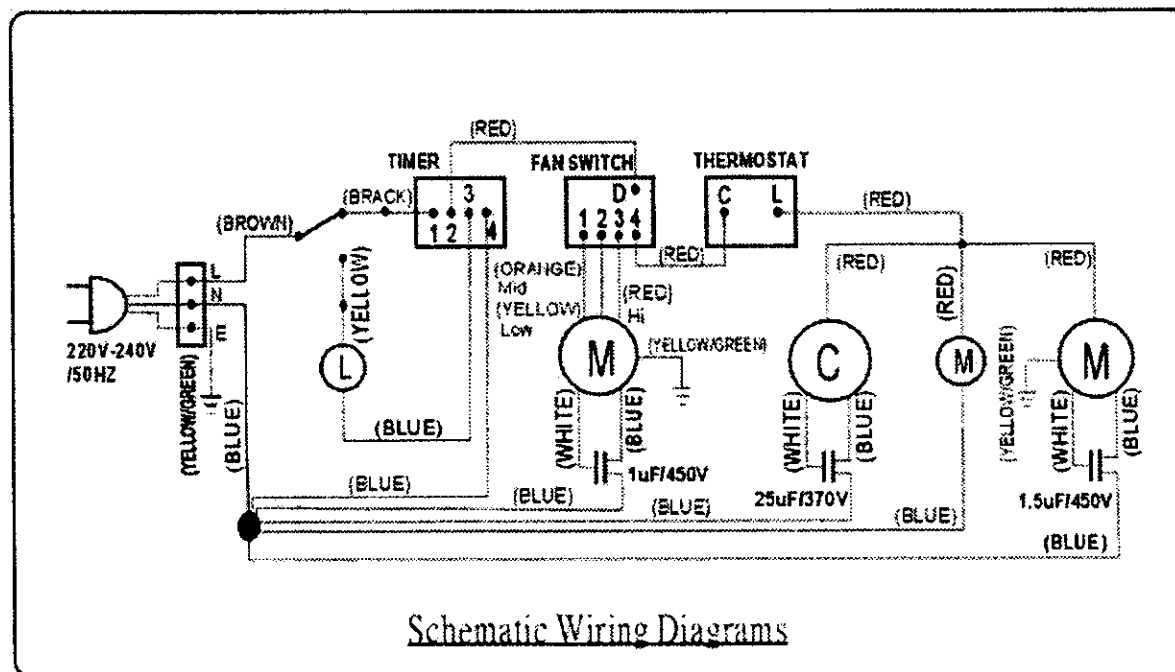 (RED)
TIMER
FAN SWITCH
THERMOSTAT
(BRACK)
3
D
C
L
(RED)
(BROWN)
1 2
4
1 2 3 4
(RED)
(RED)
(RED)
L
N
E
(YELLOW)
(ORANGE)
Mid
(YELLOW)
Low
(RED)
Hi
(RED)
220V-240V
/50HZ
(YELLOW/GREEN)
(BLUE)
L
M
(YELLOW/GREEN)
C
M
(YELLOW/GREEN)
M
(BLUE)
(WHITE)
(BLUE)
(WHITE)
(BLUE)
(WHITE)
(BLUE)
(BLUE)
1uF/450V
(BLUE)
25uF/370V
(BLUE)
(BLUE)
1.5uF/450V
(BLUE)
Schematic Wiring Diagrams